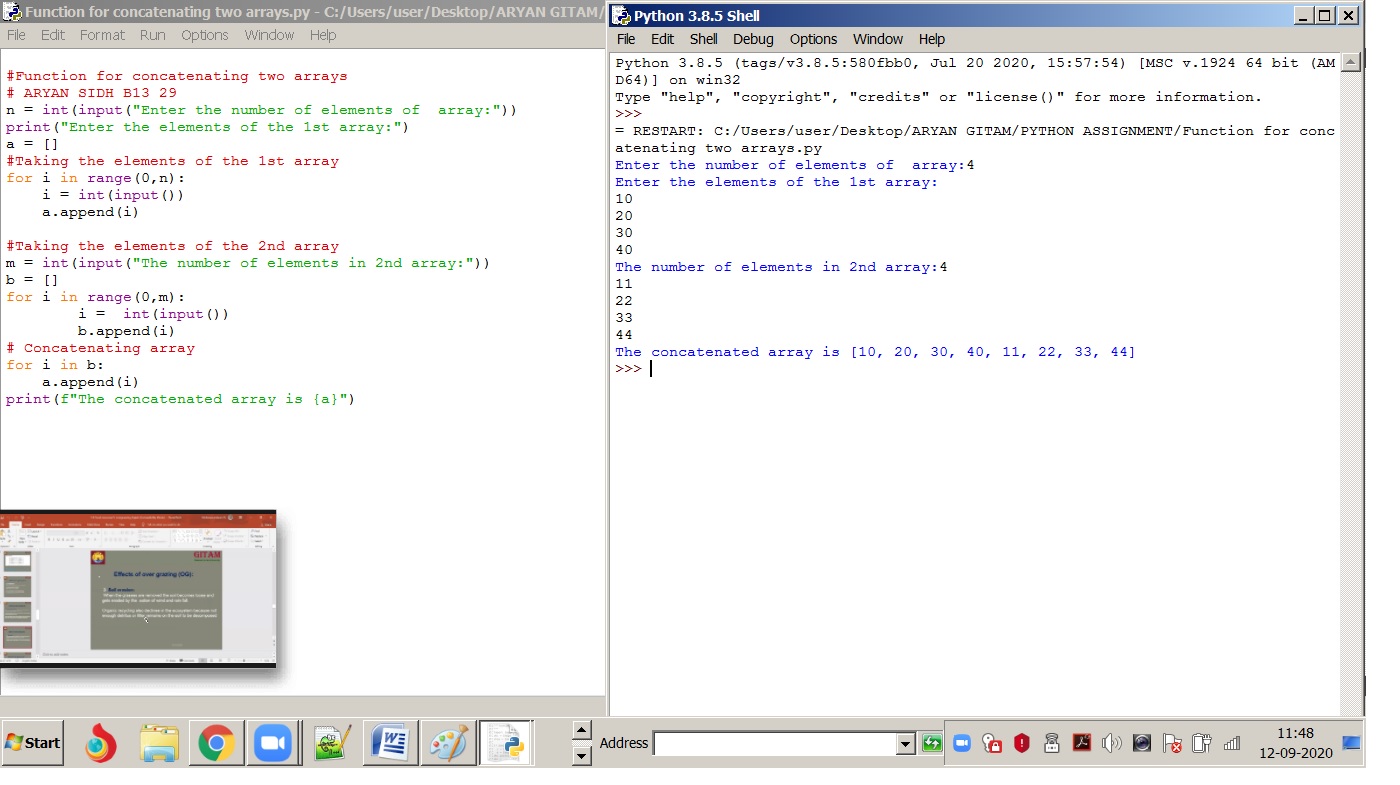 Function for concatenating two arrays.py - C:/Users/user/Desktop/ARYAN GITAM/
File Edit Format Run Options Window Help
#Function for concatenating two arrays
# ARYAN SIDH B13 29
n = int(input("Enter the number of elements of  array:"))
print("Enter the elements of the 1st array:")
a = []
#Taking the elements of the 1st array
for i in range(0,n):
    i = int(input())
    a.append(i)
#Taking the elements of the 2nd array
m = int(input("The number of elements in 2nd array:"))
b = []
for i in range(0,m):
        i =  int(input())
        b.append(i)
# Concatenating array
for i in b:
    a.append(i)
print(f"The concatenated array is {a}")
GITAM
Effects of over grazing (OG):
Soil erosion:
Python 3.8.5 Shell
File Edit Shell Debug Options Window Help
Python 3.8.5 (tags/v3.8.5:580fbb0, Jul 20 2020, 15:57:54) [MSC v.1924 64 bit (AM
D64)] on win32
Type "help", "copyright", "credits" or "license()" for more information.
>>>
= RESTART: C:/Users/user/Desktop/ARYAN GITAM/PYTHON ASSIGNMENT/Function for conc
atenating two arrays.py
Enter the number of elements of  array:4
Enter the elements of the 1st array:
10
20
30
40
The number of elements in 2nd array:4
11
22
33
44
The concatenated array is [10, 20, 30, 40, 11, 22, 33, 44]
>>>
Start
Address
11:48
12-09-2020